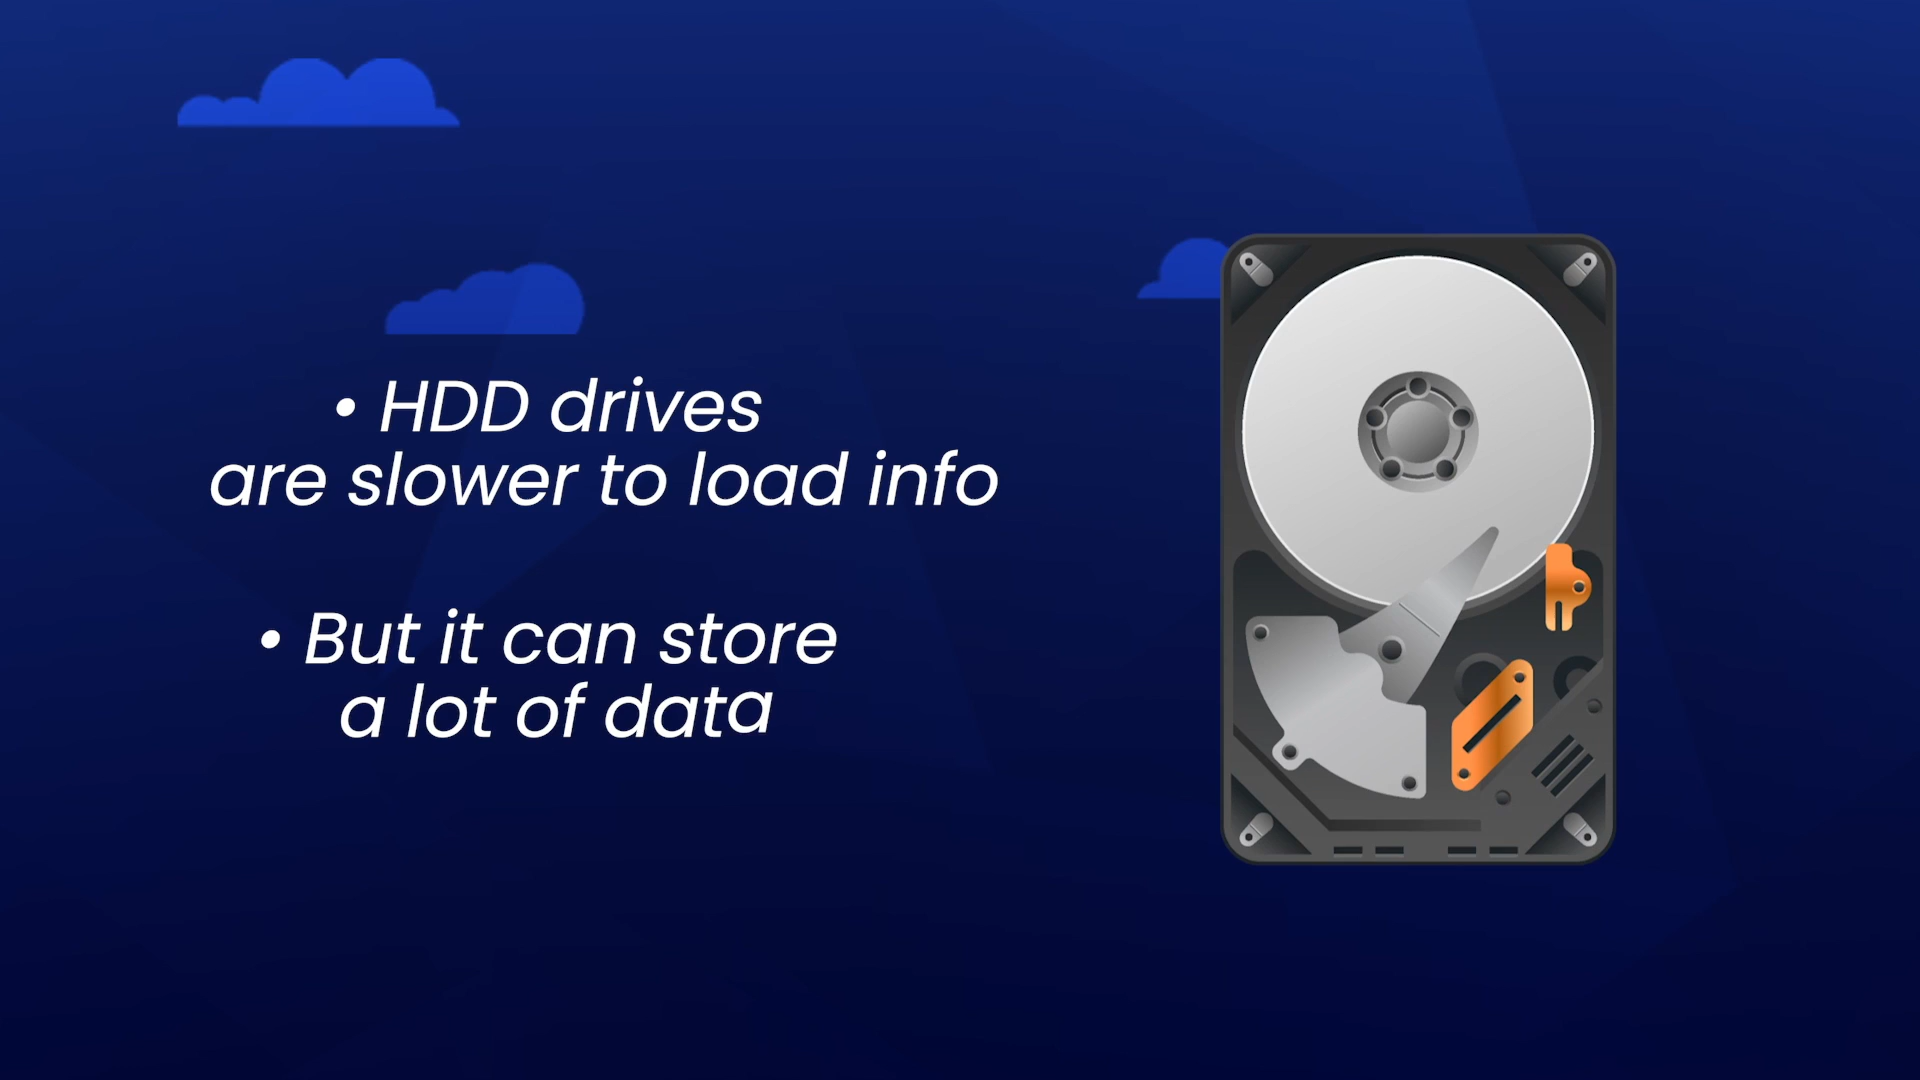 • HDD drives
are slower to load info
• But it can store
a lot of data